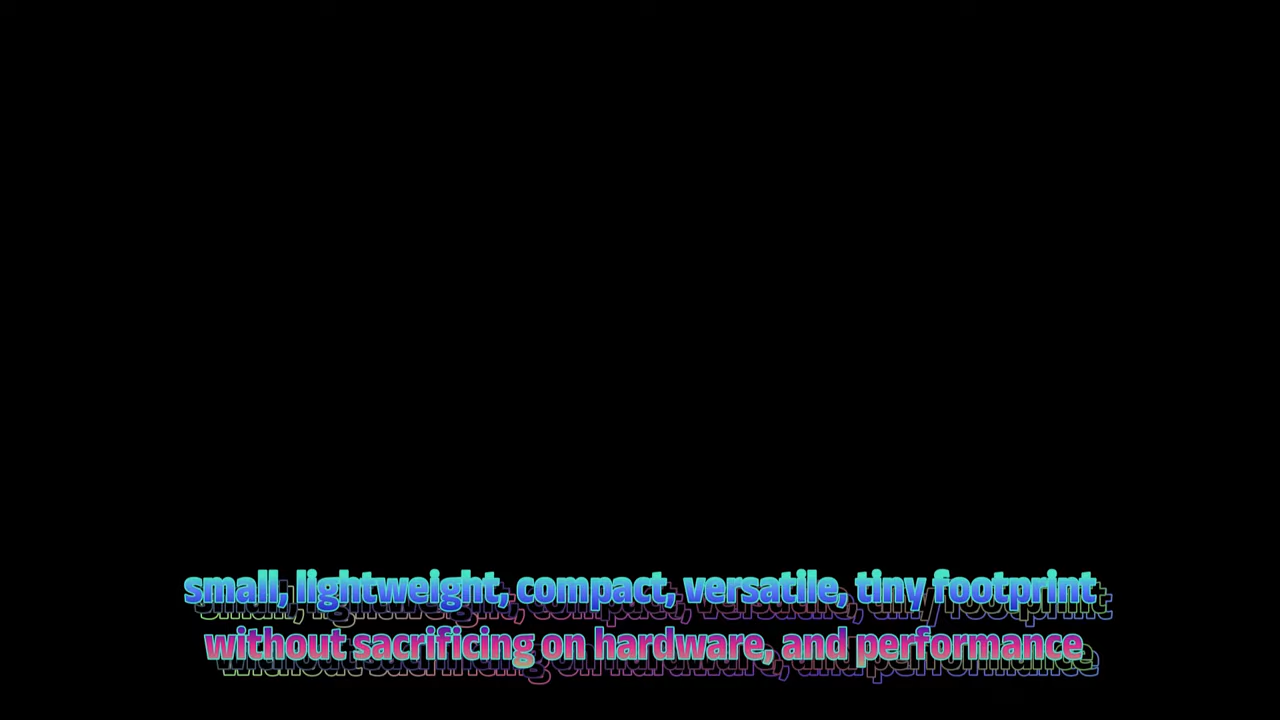 small, lightweight, compact, versatile, tiny footprint
without sacrificing on hardware, and performance